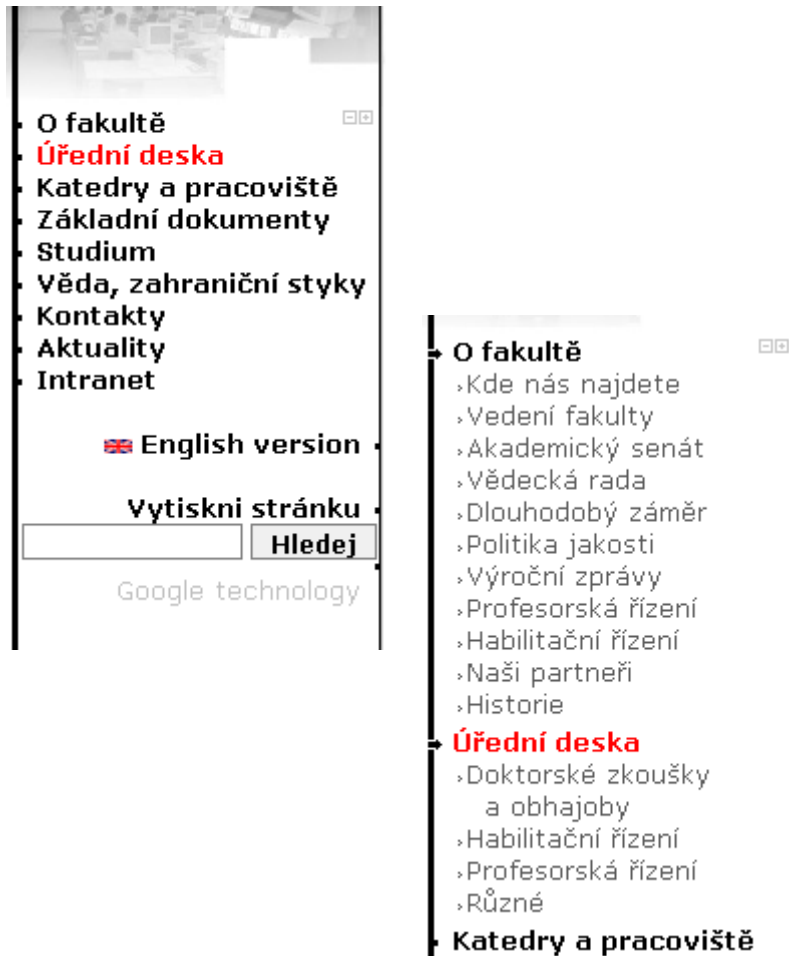 O fakultě
Úřední deska
Katedry a pracoviště
Základní dokumenty
Studium
Věda, zahraniční styky
Kontakty
Aktuality
Intranet
English version
Vytiskni stránku
Hledej
Google technology
O fakultě
Kde nás najdete
Vedení fakulty
Akademický senát
Vědecká rada
Dlouhodobý záměr
Politika jakosti
Výroční zprávy
Profesorská řízení
Habilitační řízení
Naši partneři
Historie
Úřední deska
Doktorské zkoušky
a obhajoby
Habilitační řízení
Profesorská řízení
Různé
Katedry a pracoviště